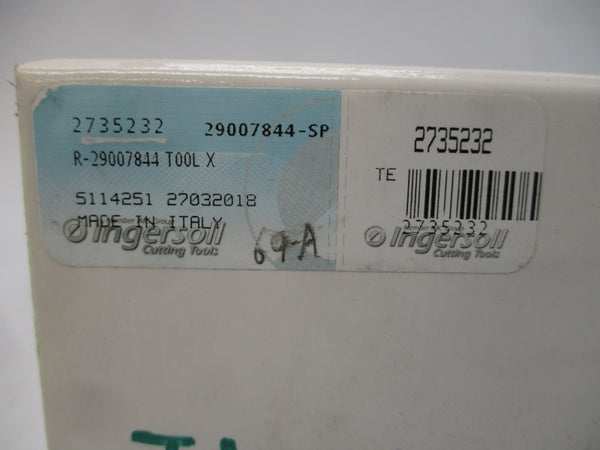 2735232 29007844-SP
R-29007844 TOOL X
5114251 27032018
MADE IN ITALY
Ingersoll
Cutting Tools
69-A
2735232
TE
2735232
Ingersoll
Cutting Tools